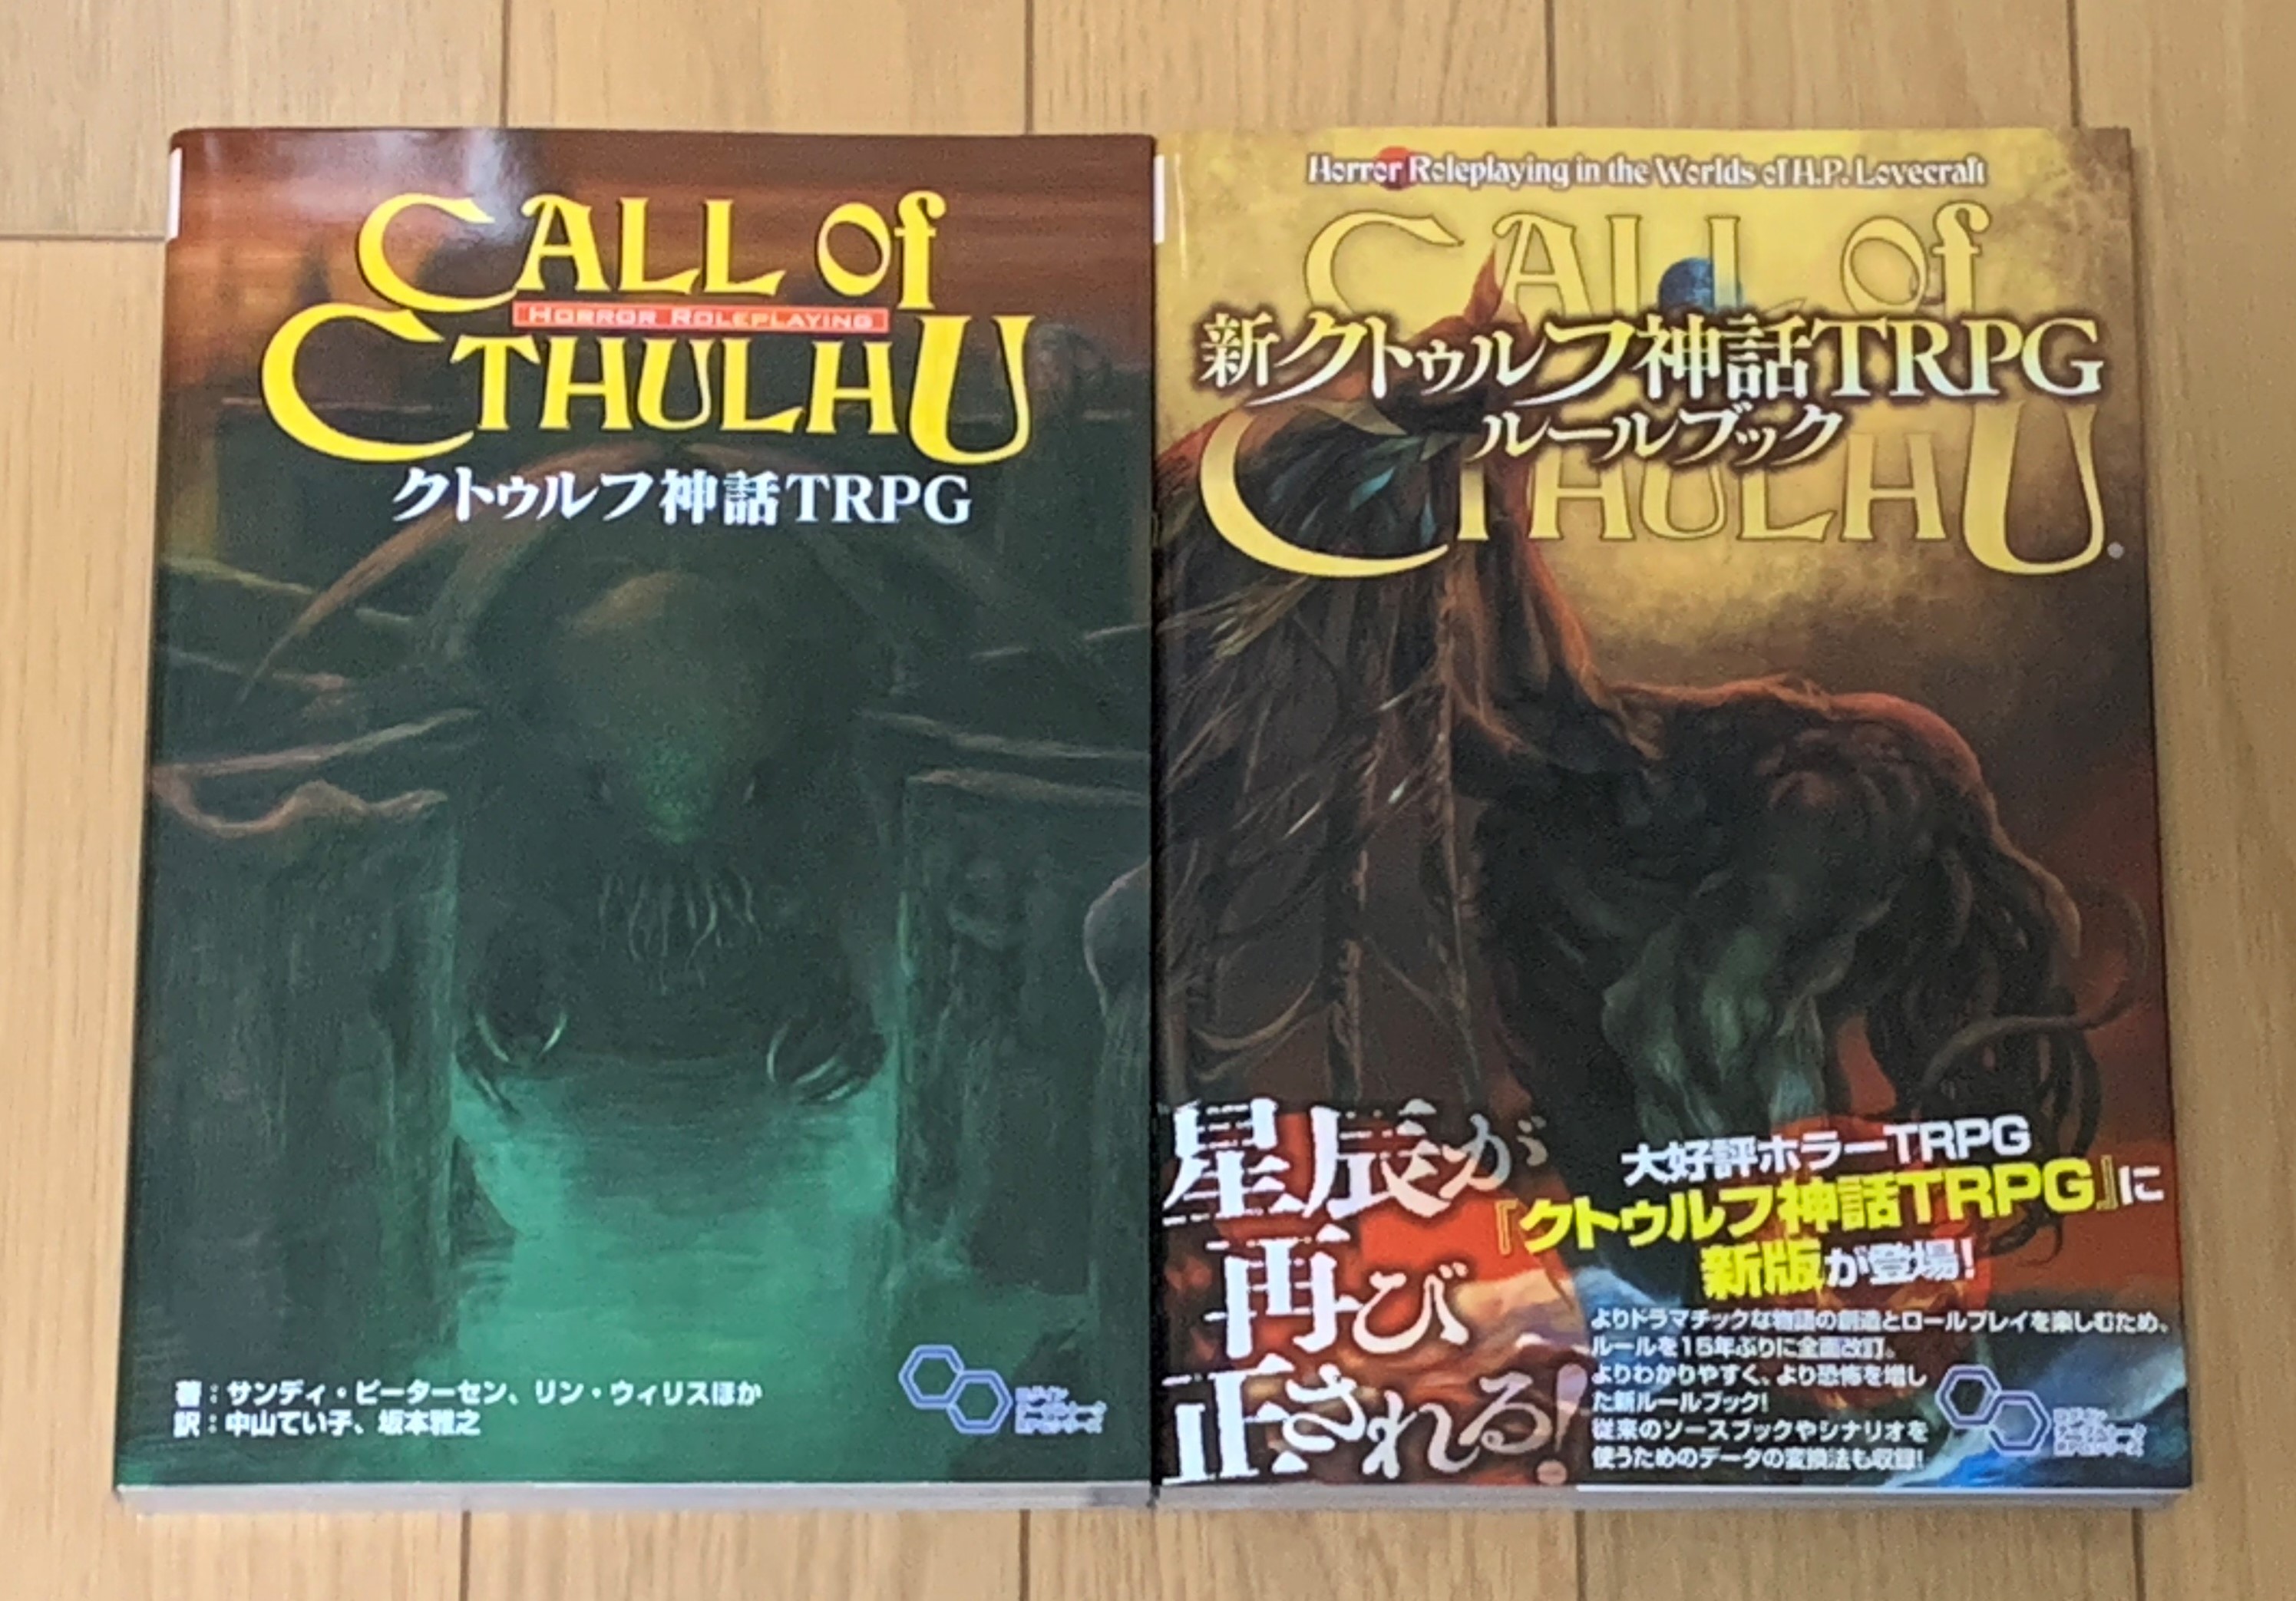 CALL of
HORROR ROLEPLAYING
CTHULHU
クトゥルフ神話TRPG
著：サンディ・ピーターセン、リン・ウィリスほか
訳：中山てい子、坂本雅之
Horror Roleplaying in the Worlds of H.P. Lovecraft
CALL of
新クトゥルフ神話TRPG
ルールブック
CTHULHU
星辰が
再び
正される!
大好評ホラーTRPG
『クトゥルフ神話TRPG』に
新版が登場!
よりドラマチックな物語の創造とロールプレイを楽しむため、
ルールを15年ぶりに全面改訂。
よりわかりやすく、より恐怖を増し
た新ルールブック!
従来のソースブックやシナリオを
使うためのデータの変換法も収録!